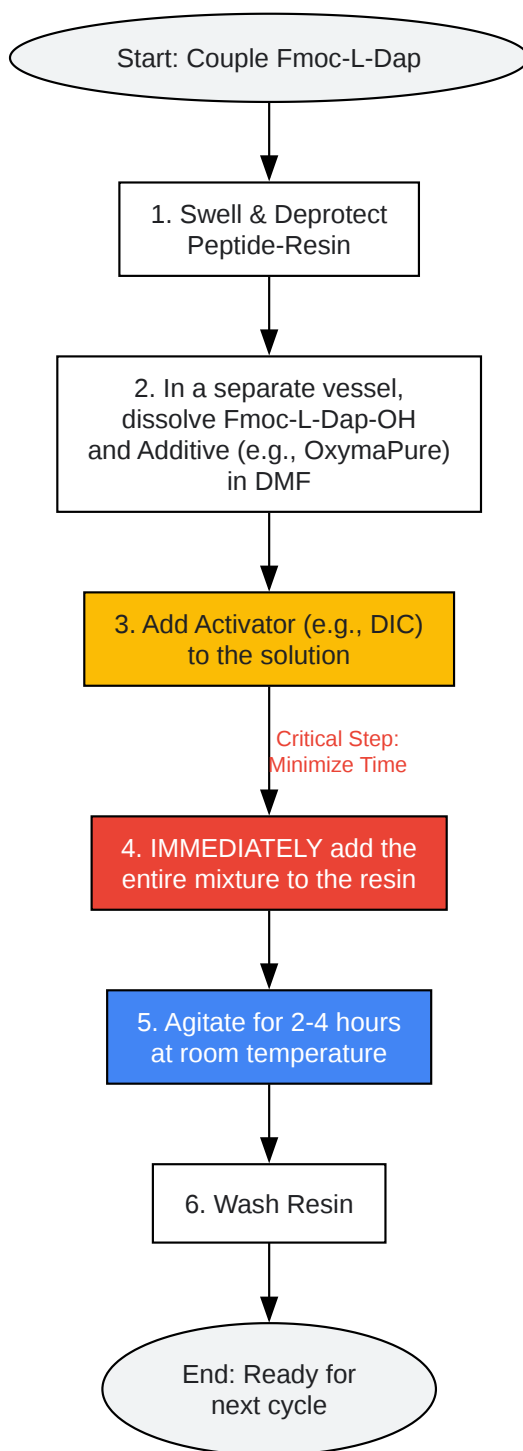 Start: Couple Fmoc-L-Dap
1. Swell & Deprotect
Peptide-Resin
2. In a separate vessel,
dissolve Fmoc-L-Dap-OH
and Additive (e.g., OxymaPure)
in DMF
3. Add Activator (e.g., DIC)
to the solution
Critical Step:
Minimize Time
4. IMMEDIATELY add the
entire mixture to the resin
5. Agitate for 2-4 hours
at room temperature
6. Wash Resin
End: Ready for
next cycle